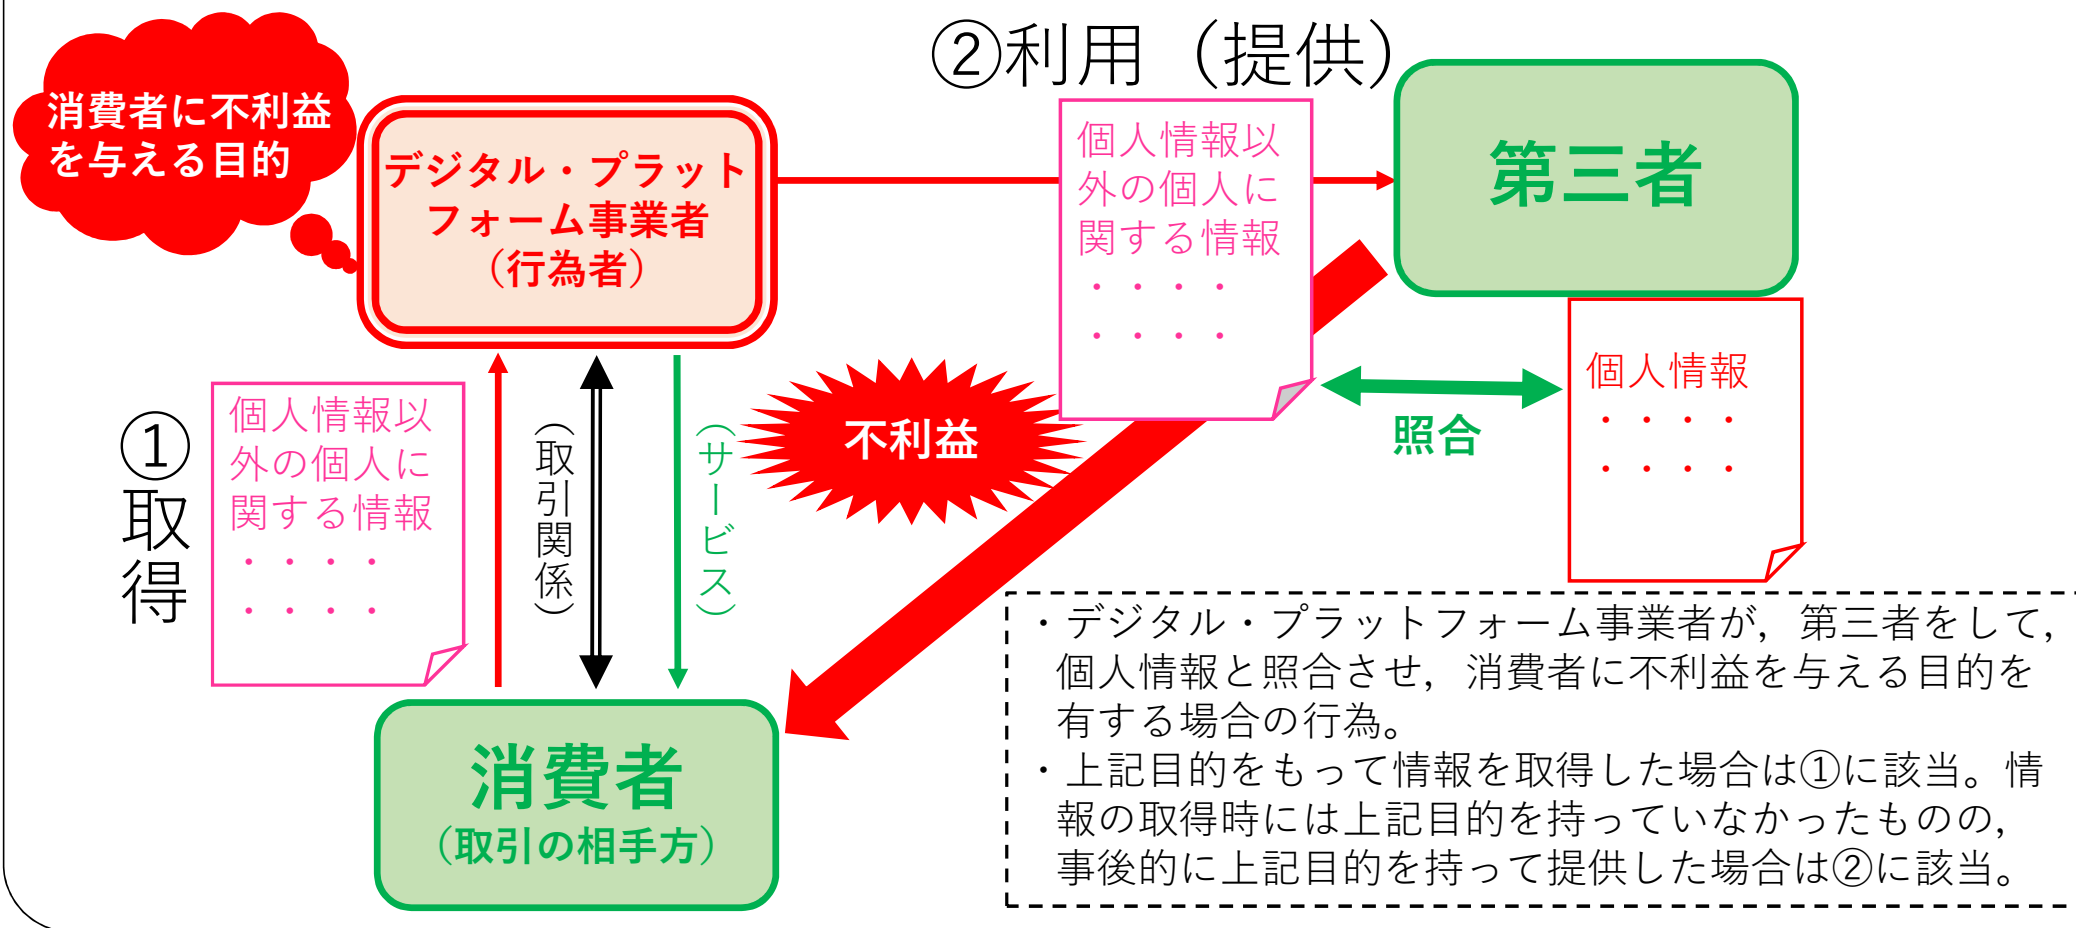 ②利用（提供）
消費者に不利益
を与える目的
デジタル・プラット
フォーム事業者
（行為者）
個人情報以
外の個人に
関する情報
・・・・
・・・・
第三者
①取得
個人情報以
外の個人に
関する情報
・・・・
・・・・
（取引関係）
（サービス）
不利益
照合
個人情報
・・・・
・・・・
消費者
（取引の相手方）
・デジタル・プラットフォーム事業者が，第三者をして，
個人情報と照合させ，消費者に不利益を与える目的を
有する場合の行為。
・上記目的をもって情報を取得した場合は①に該当。情
報の取得時には上記目的を持っていなかったものの，
事後的に上記目的を持って提供した場合は②に該当。